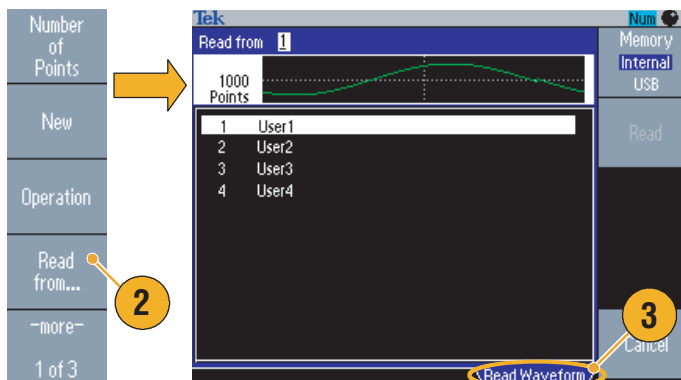 Number
of
Points
New
Operation
Read
from...
-more-
1 of 3
2
Tek
Num
Read from 1
1000
Points
1 User1
2 User2
3 User3
4 User4
Memory
Internal
USB
Read
Cancel
3
Read Waveform